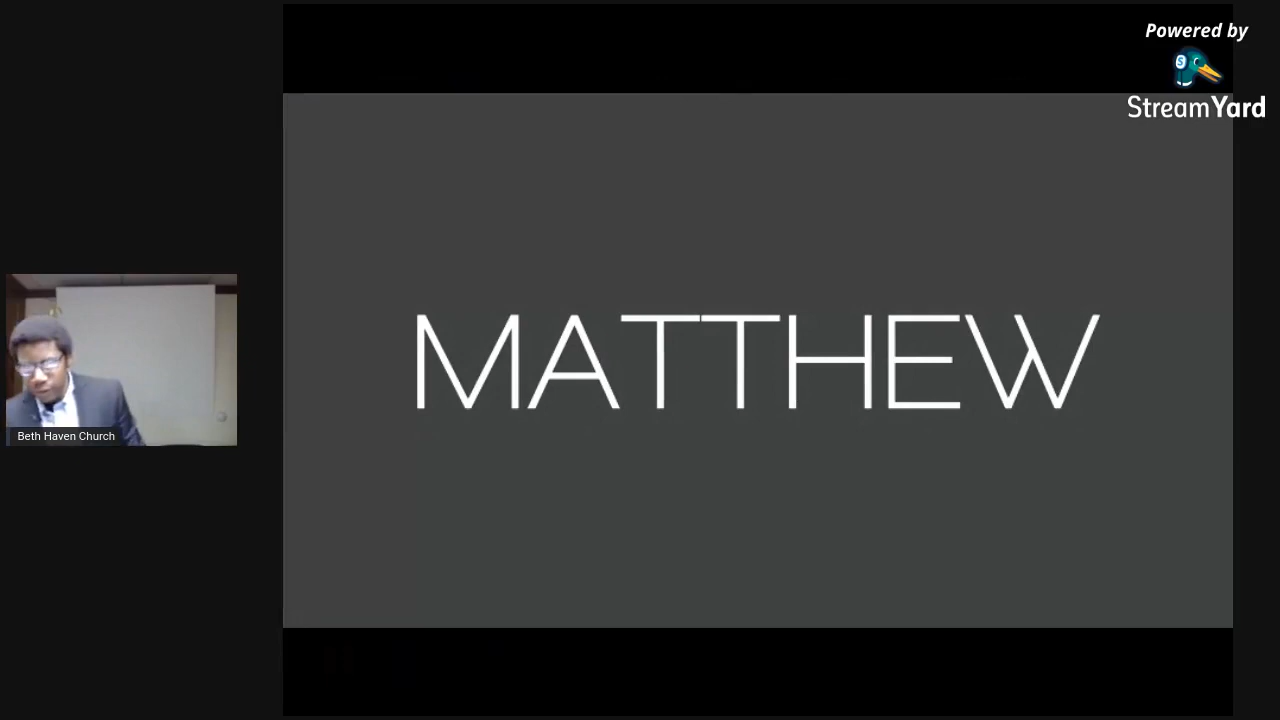 Powered by
S
StreamYard
MATTHEW
Beth Haven Church